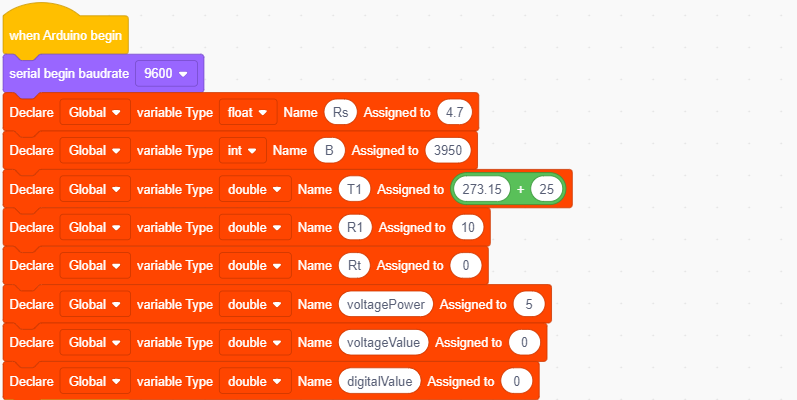 when Arduino begin
serial begin baudrate 9600
Declare Global variable Type float Name Rs Assigned to 4.7
Declare Global variable Type int Name B Assigned to 3950
Declare Global variable Type double Name T1 Assigned to 273.15 + 25
Declare Global variable Type double Name R1 Assigned to 10
Declare Global variable Type double Name Rt Assigned to 0
Declare Global variable Type double Name voltagePower Assigned to 5
Declare Global variable Type double Name voltageValue Assigned to 0
Declare Global variable Type double Name digitalValue Assigned to 0